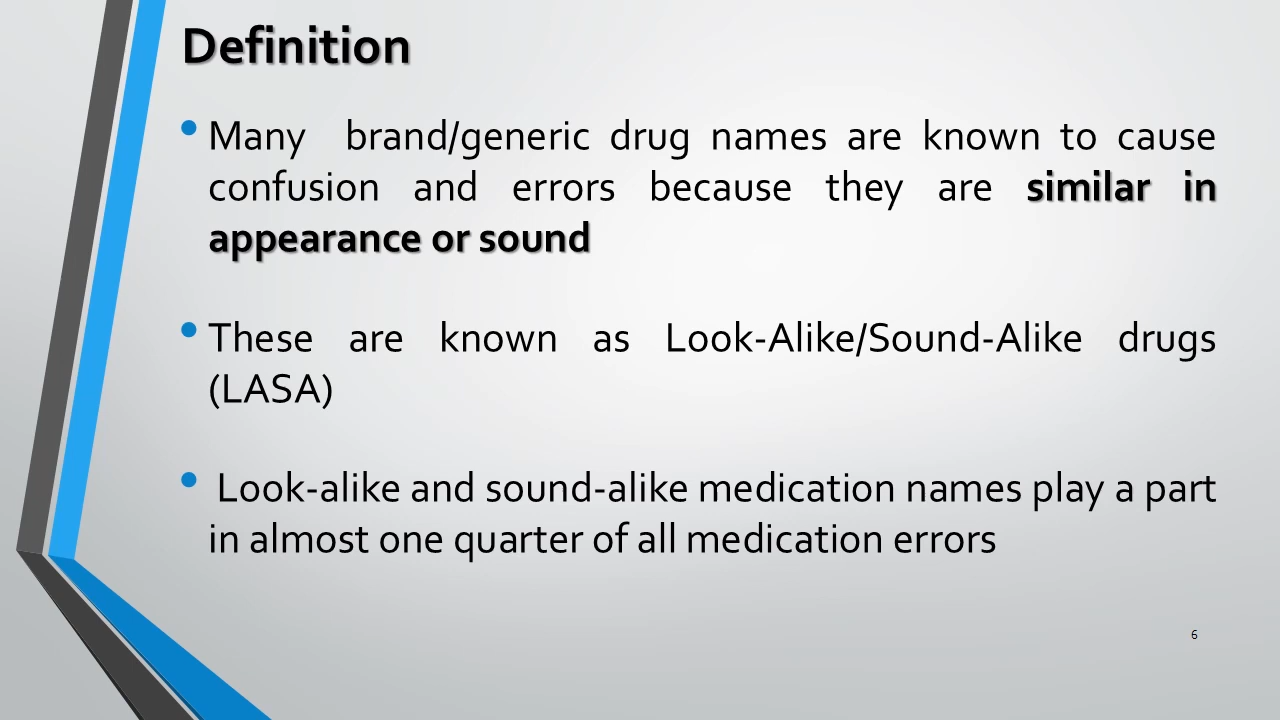 Definition
• Many brand/generic drug names are known to cause
confusion and errors because they are similar in
appearance or sound
• These are known as Look-Alike/Sound-Alike drugs
(LASA)
• Look-alike and sound-alike medication names play a part
in almost one quarter of all medication errors
6